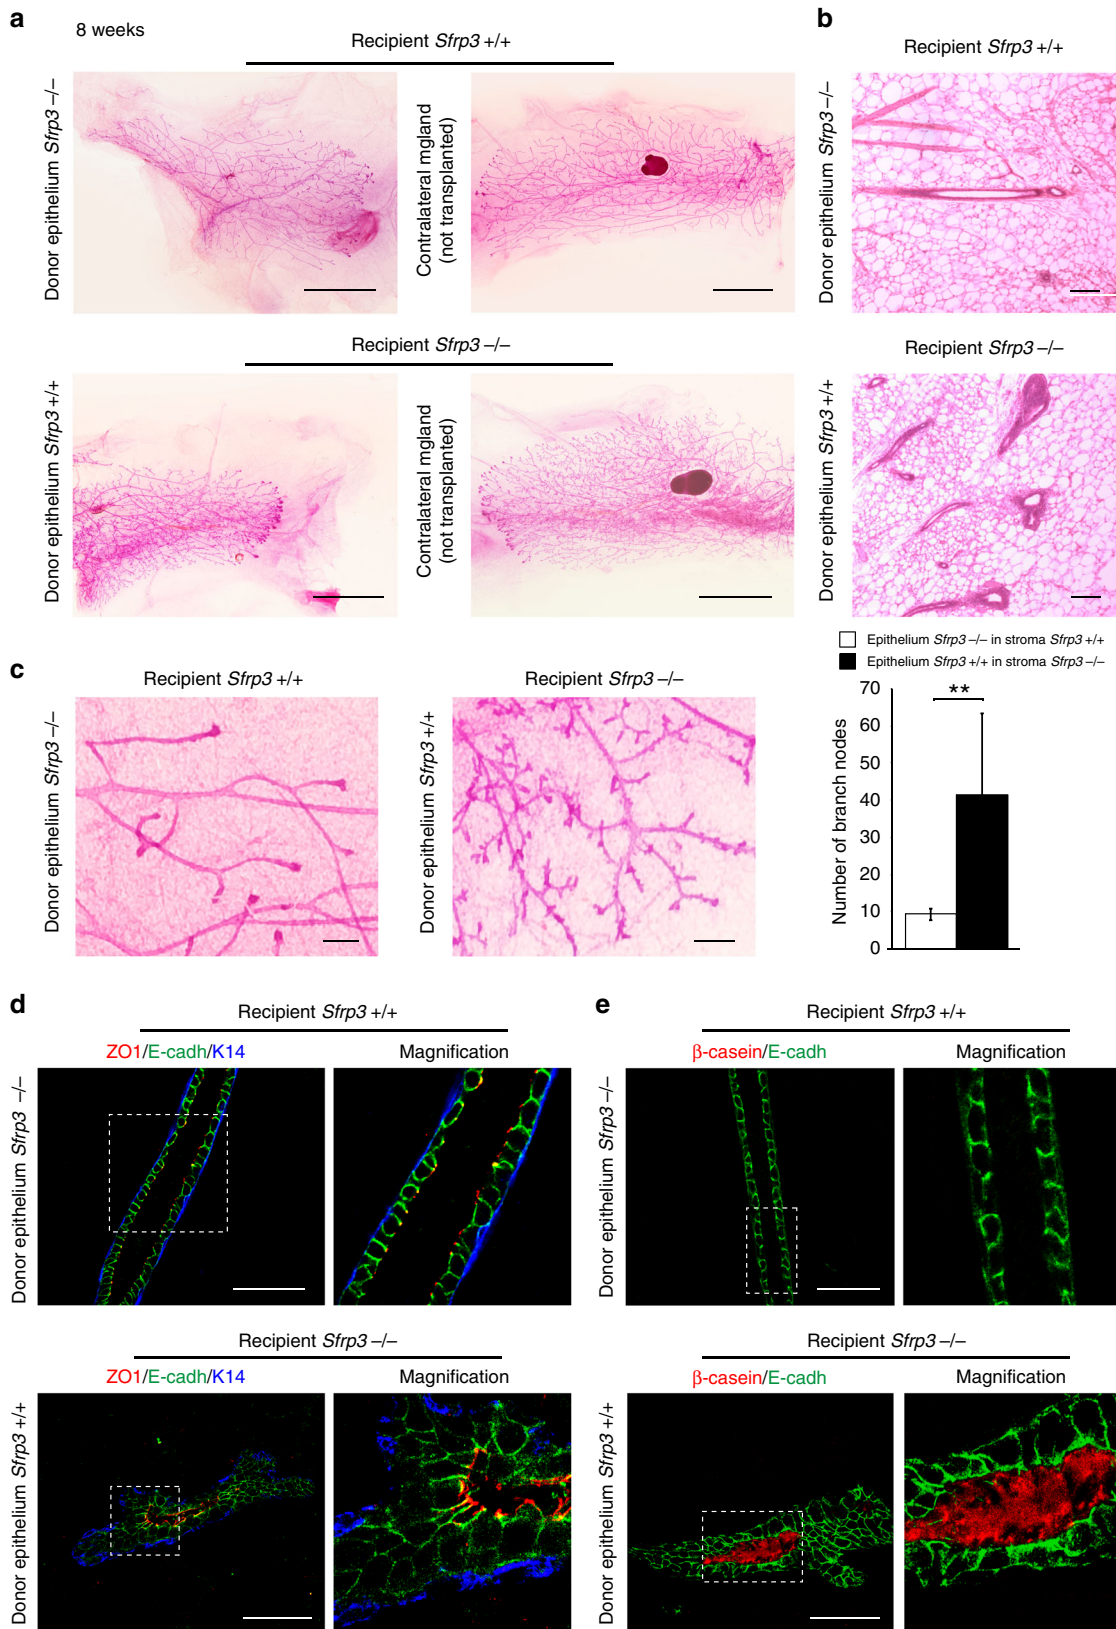 a
8 weeks
Recipient Sfrp3 +/+
Donor epithelium Sfrp3 –/–
Contralateral mgland
(not transplanted)
Recipient Sfrp3 –/–
Donor epithelium Sfrp3 +/+
Contralateral mgland
(not transplanted)
b
Recipient Sfrp3 +/+
Donor epithelium Sfrp3 –/–
Recipient Sfrp3 –/–
Donor epithelium Sfrp3 +/+
c
Recipient Sfrp3 +/+
Donor epithelium Sfrp3 –/–
Recipient Sfrp3 –/–
Donor epithelium Sfrp3 +/+
Epithelium Sfrp3 –/– in stroma Sfrp3 +/+
Epithelium Sfrp3 +/+ in stroma Sfrp3 –/–
Number of branch nodes
70
60
50
40
30
20
10
0
**
d
Recipient Sfrp3 +/+
ZO1/E-cadh/K14
Magnification
Donor epithelium Sfrp3 –/–
Recipient Sfrp3 –/–
ZO1/E-cadh/K14
Magnification
Donor epithelium Sfrp3 +/+
e
Recipient Sfrp3 +/+
β-casein/E-cadh
Magnification
Donor epithelium Sfrp3 –/–
Recipient Sfrp3 –/–
β-casein/E-cadh
Magnification
Donor epithelium Sfrp3 +/+